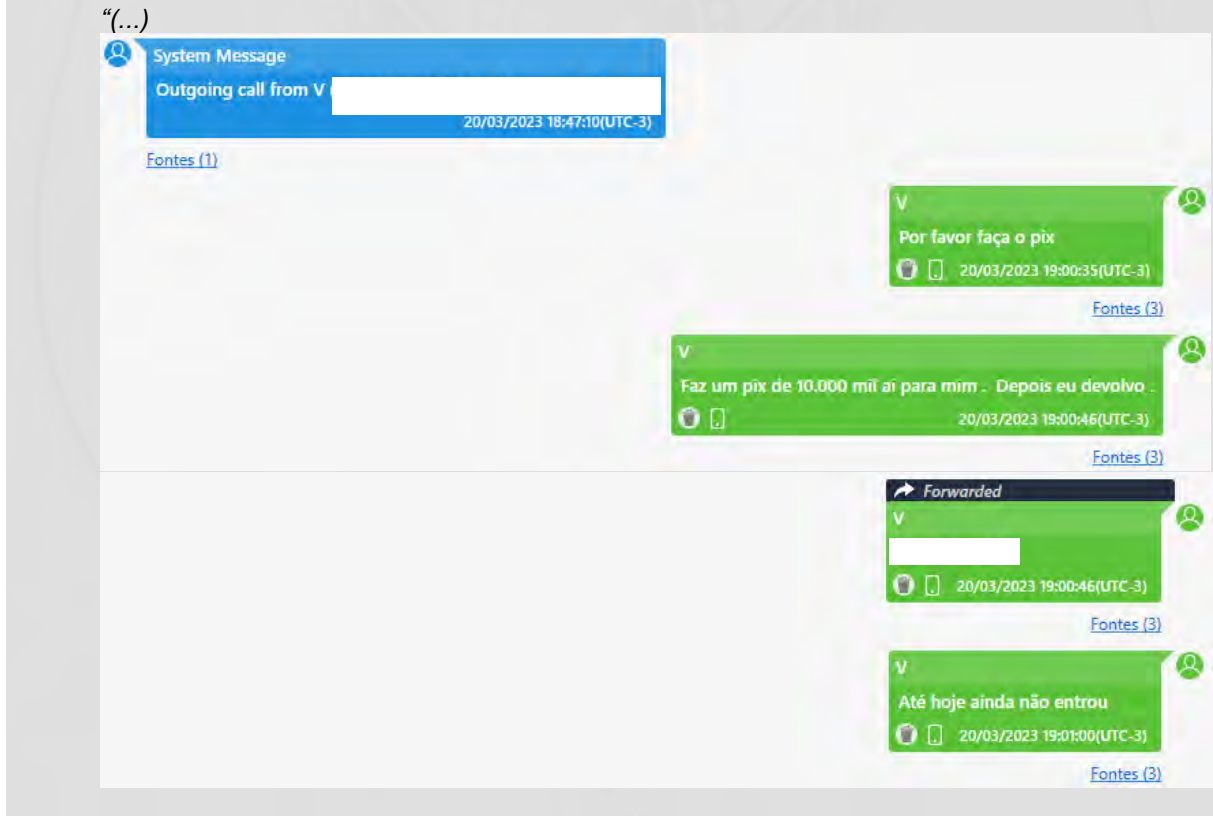 “(...)
System Message
Outgoing call from V
20/03/2023 18:47:10(UTC-3)
Fontes (1)
V
Por favor faça o pix
20/03/2023 19:00:35(UTC-3)
Fontes (3)
V
Faz um pix de 10.000 mil ai para mim . Depois eu devolvo .
20/03/2023 19:00:46(UTC-3)
Fontes (3)
Forwarded
V
20/03/2023 19:00:46(UTC-3)
Fontes (3)
V
Até hoje ainda não entrou
20/03/2023 19:01:00(UTC-3)
Fontes (3)